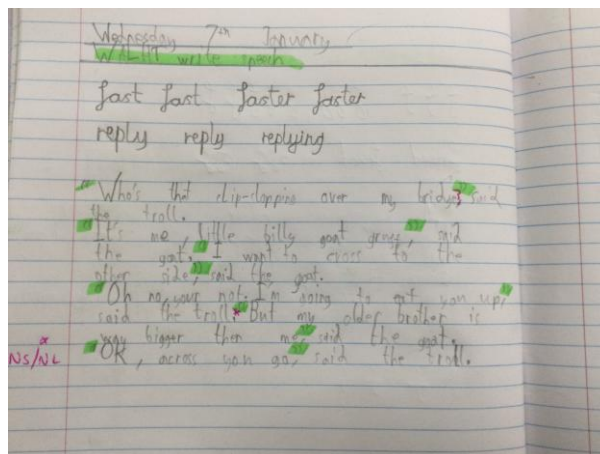 Wednesday 7th January
WALHT write speech
fast fast faster faster
reply reply replying
"Who's that clip-clopping over my bridge?" said
the troll.
"It's me, little billy goat gruff", said
the goat. "I want to cross to the
other side," said the goat.
"Oh no, your not. I'm going to eat you up,"
said the troll. "But my older brother is
way bigger then me," said the goat.
NS/NL
"OK, across you go," said the troll.